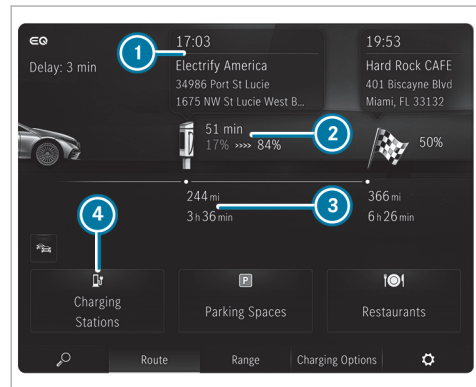 EQ
Delay: 3 min
17:03
Electrify America
34986 Port St Lucie
1675 NW St Lucie West B...
19:53
Hard Rock CAFE
401 Biscayne Blvd
Miami, FL 33132
1
51 min
17% »»» 84%
2
50%
244 mi
3 h 36 min
3
366 mi
6 h 26 min
4
Charging
Stations
P
Parking Spaces
Restaurants
Route
Range
Charging Options